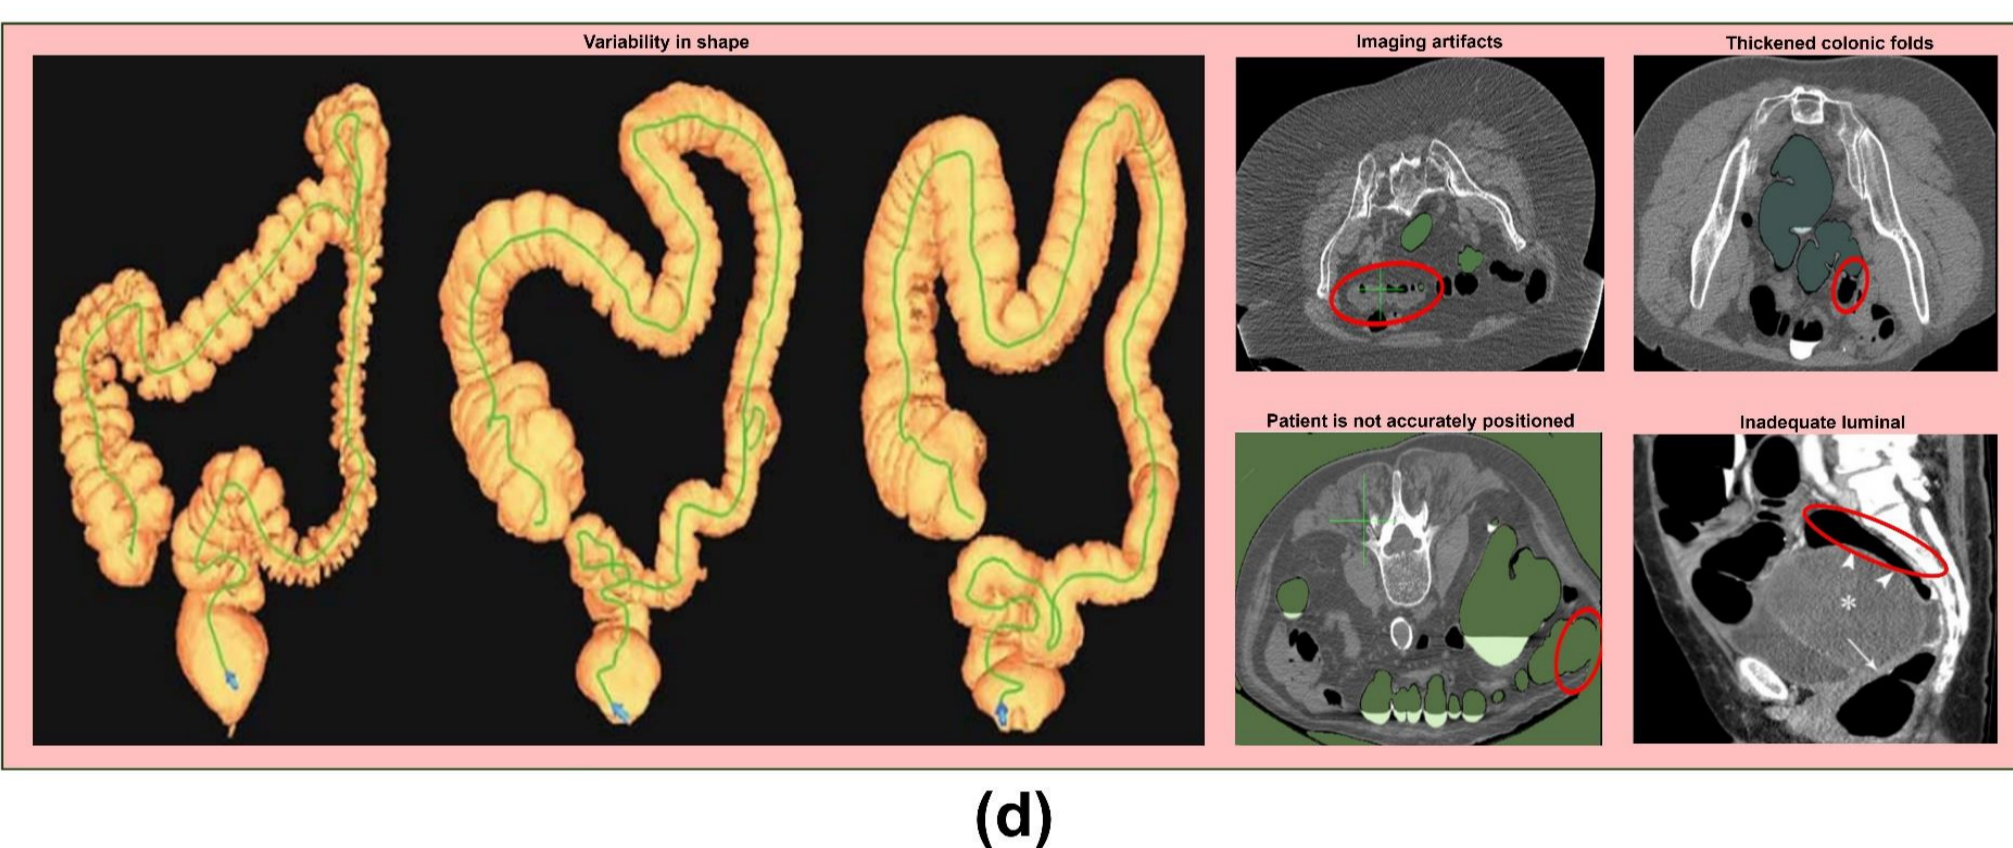 Variability in shape
Imaging artifacts
Thickened colonic folds
Patient is not accurately positioned
Inadequate luminal
*
(d)